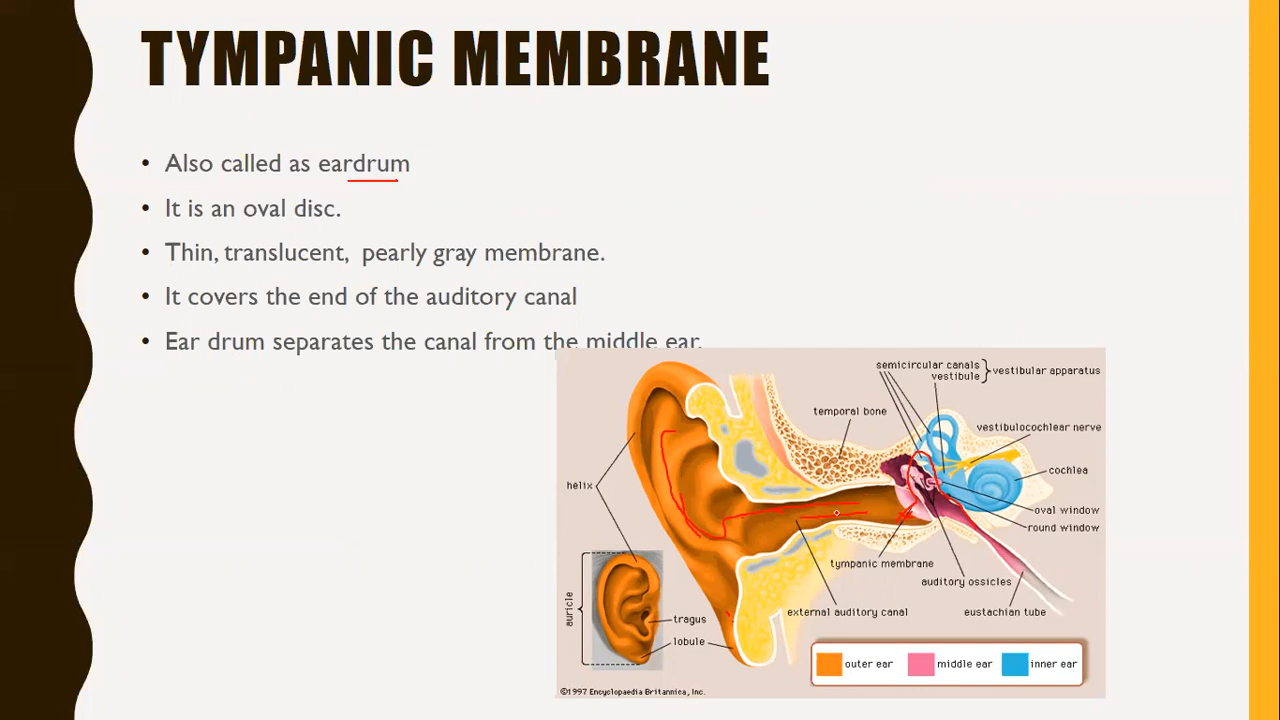 TYMPANIC MEMBRANE
• Also called as eardrum
• It is an oval disc.
• Thin, translucent,  pearly gray membrane.
• It covers the end of the auditory canal
• Ear drum separates the canal from the middle ear.
semicircular canals
vestibule
vestibular apparatus
temporal bone
vestibulocochlear nerve
cochlea
helix
oval window
round window
tympanic membrane
auditory ossicles
external auditory canal
eustachian tube
auricle
tragus
lobule
outer ear
middle ear
inner ear
©1997 Encyclopaedia Britannica, Inc.